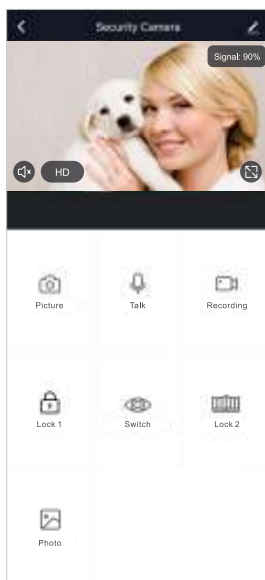 Security Camera
Signal: 90%
HD
Picture
Talk
Recording
Lock 1
Switch
Lock 2
Photo